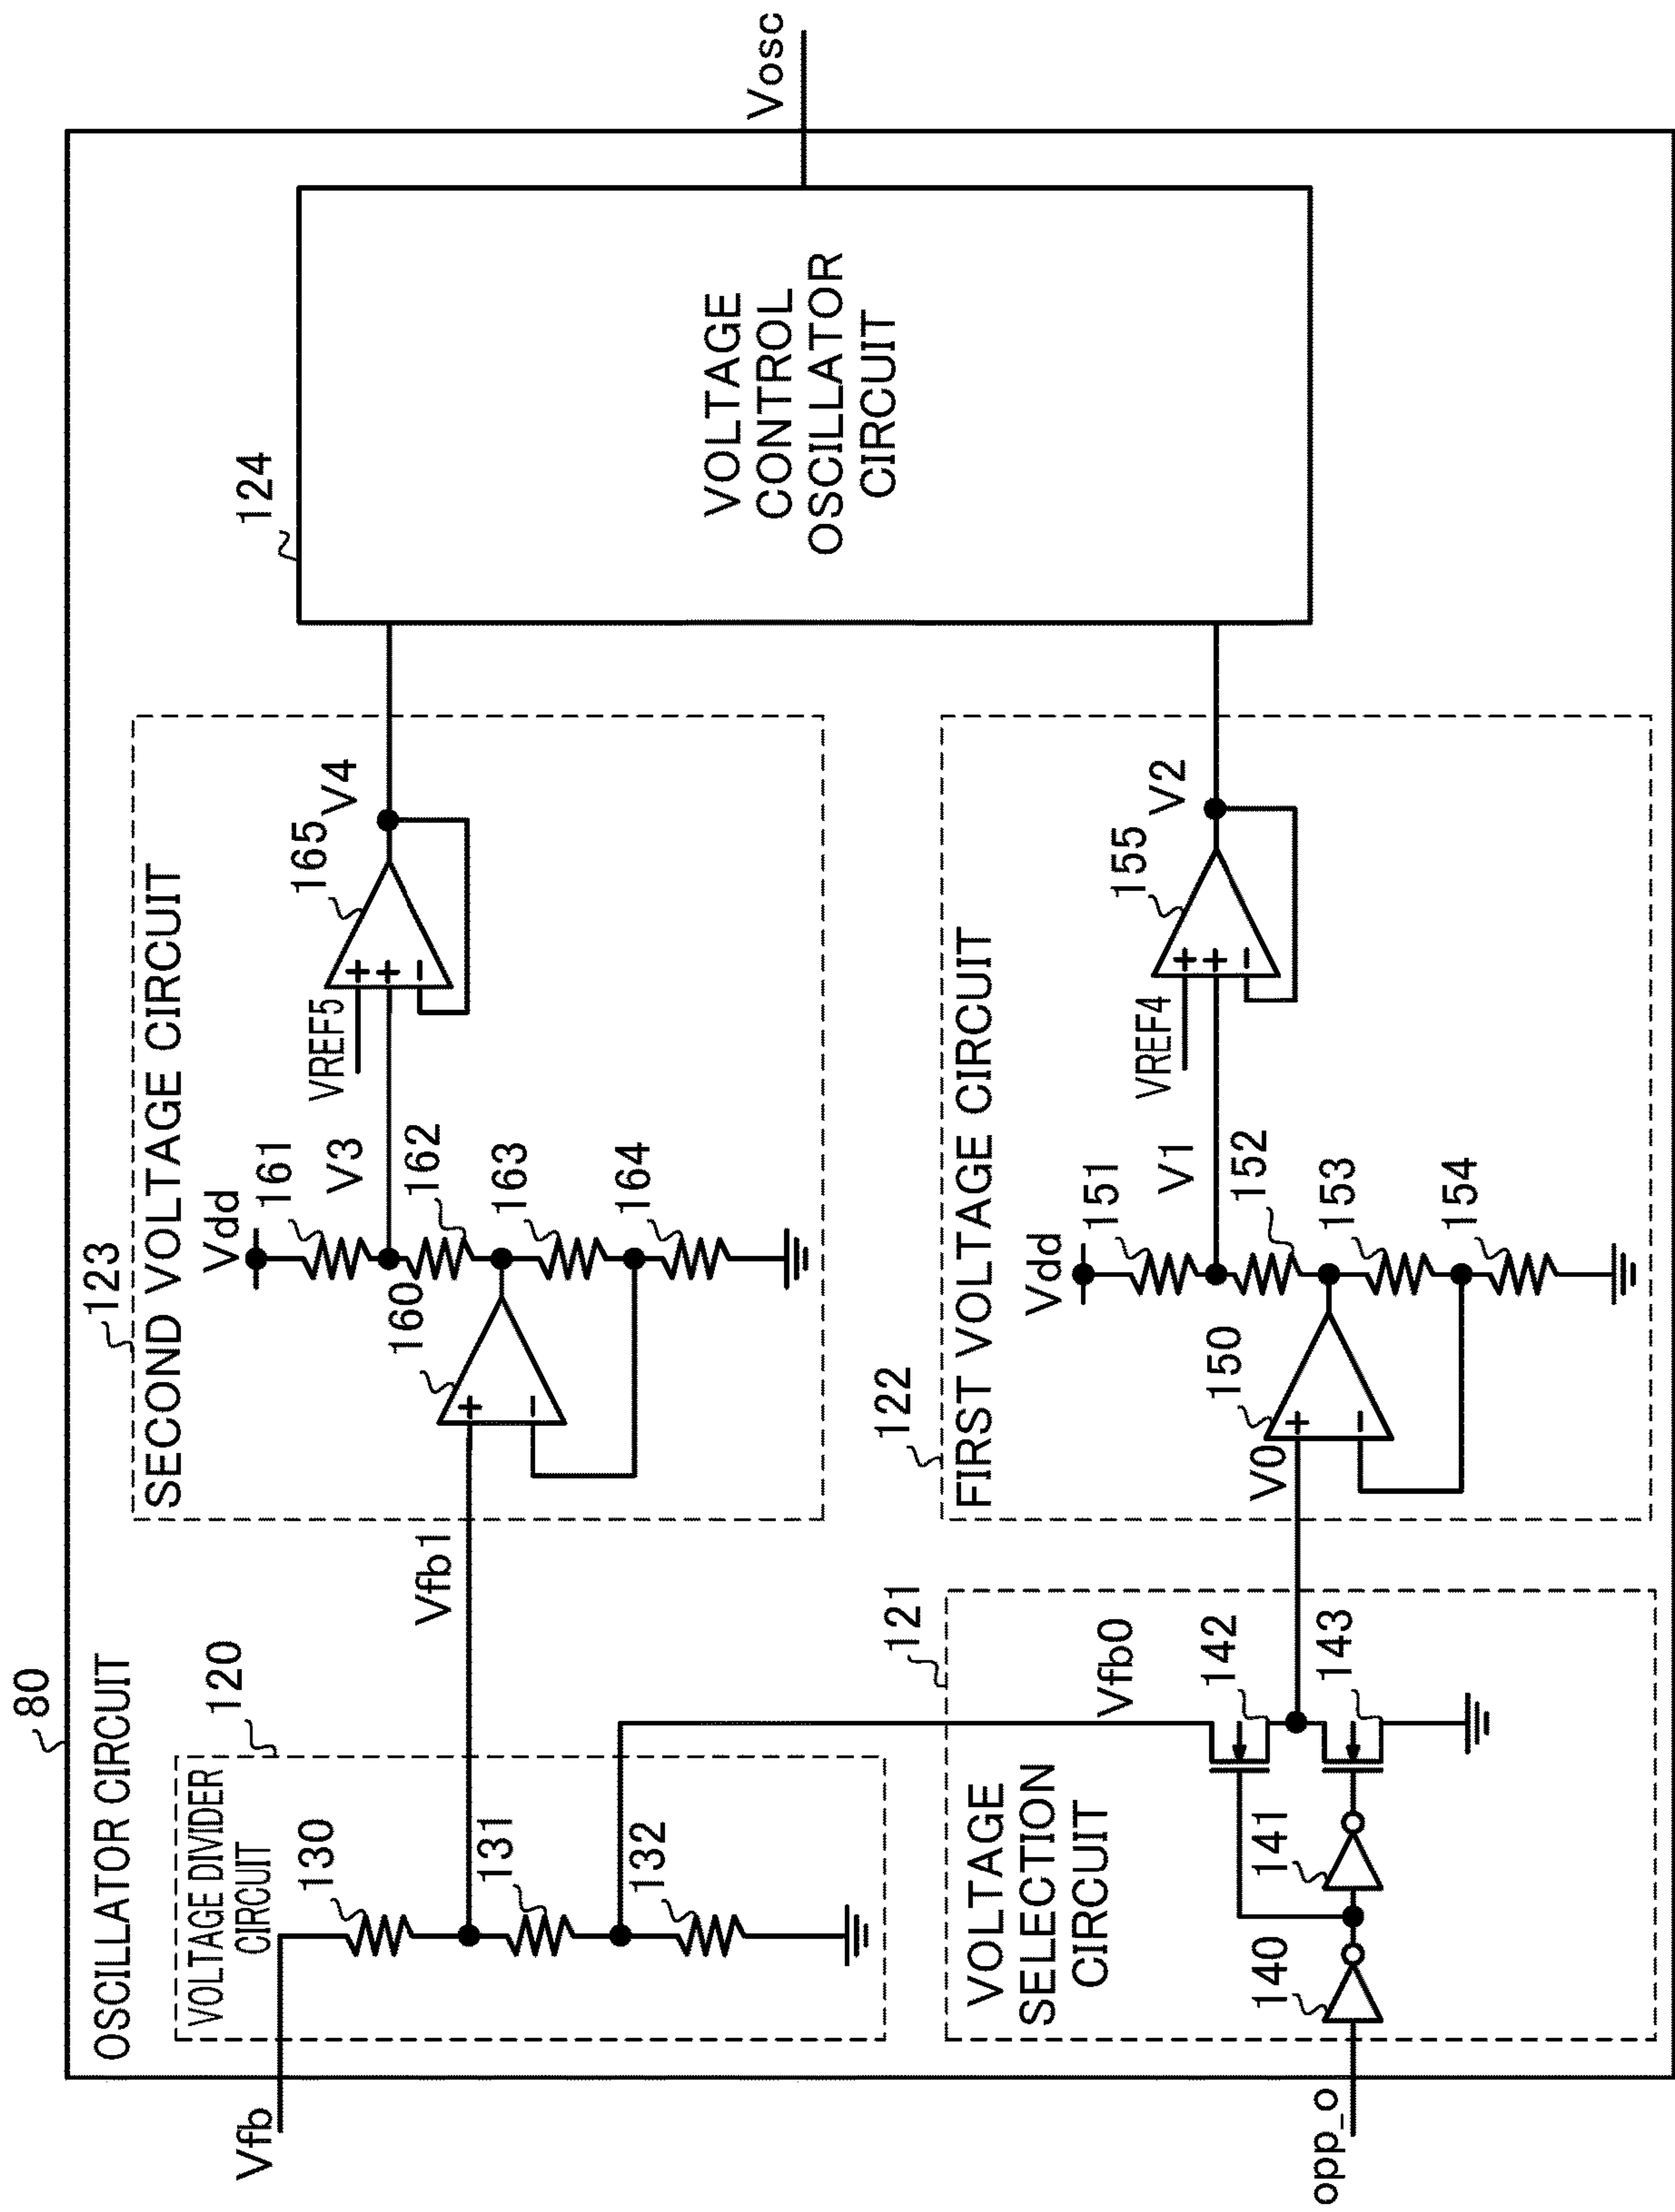 80
OSCILLATOR CIRCUIT
Vfb
120
VOLTAGE DIVIDER
CIRCUIT
130
131
132
Vfb1
123
SECOND VOLTAGE CIRCUIT
Vdd
161
V3
162
163
164
160
+
-
VREF5
+
+
-
165
V4
124
VOLTAGE
CONTROL
OSCILLATOR
CIRCUIT
Vosc
opp_o
121
VOLTAGE
SELECTION
CIRCUIT
140
141
Vfb0
142
143
122
FIRST VOLTAGE CIRCUIT
V0
150
+
-
Vdd
151
V1
152
153
154
VREF4
+
+
-
155
V2